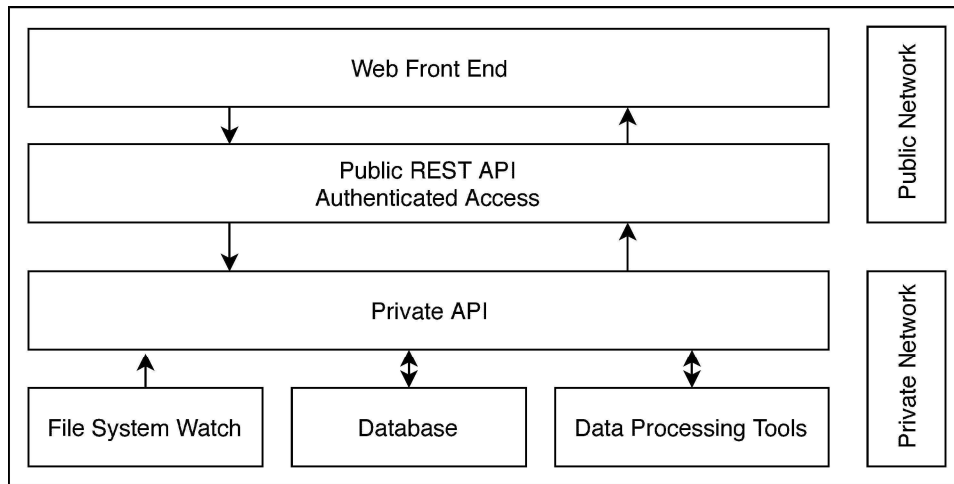 Web Front End
Public REST API
Authenticated Access
Public Network
Private API
File System Watch
Database
Data Processing Tools
Private Network